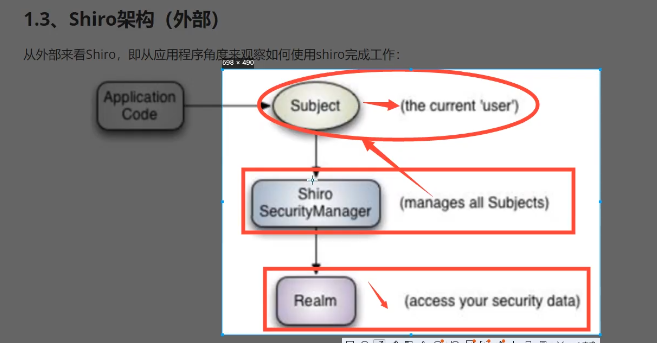 1.3、Shiro架构（外部）
从外部来看Shiro，即从应用程序角度来观察如何使用shiro完成工作：
698 × 490
Application
Code
Subject
(the current 'user')
Shiro
SecurityManager
(manages all Subjects)
Realm
(access your security data)